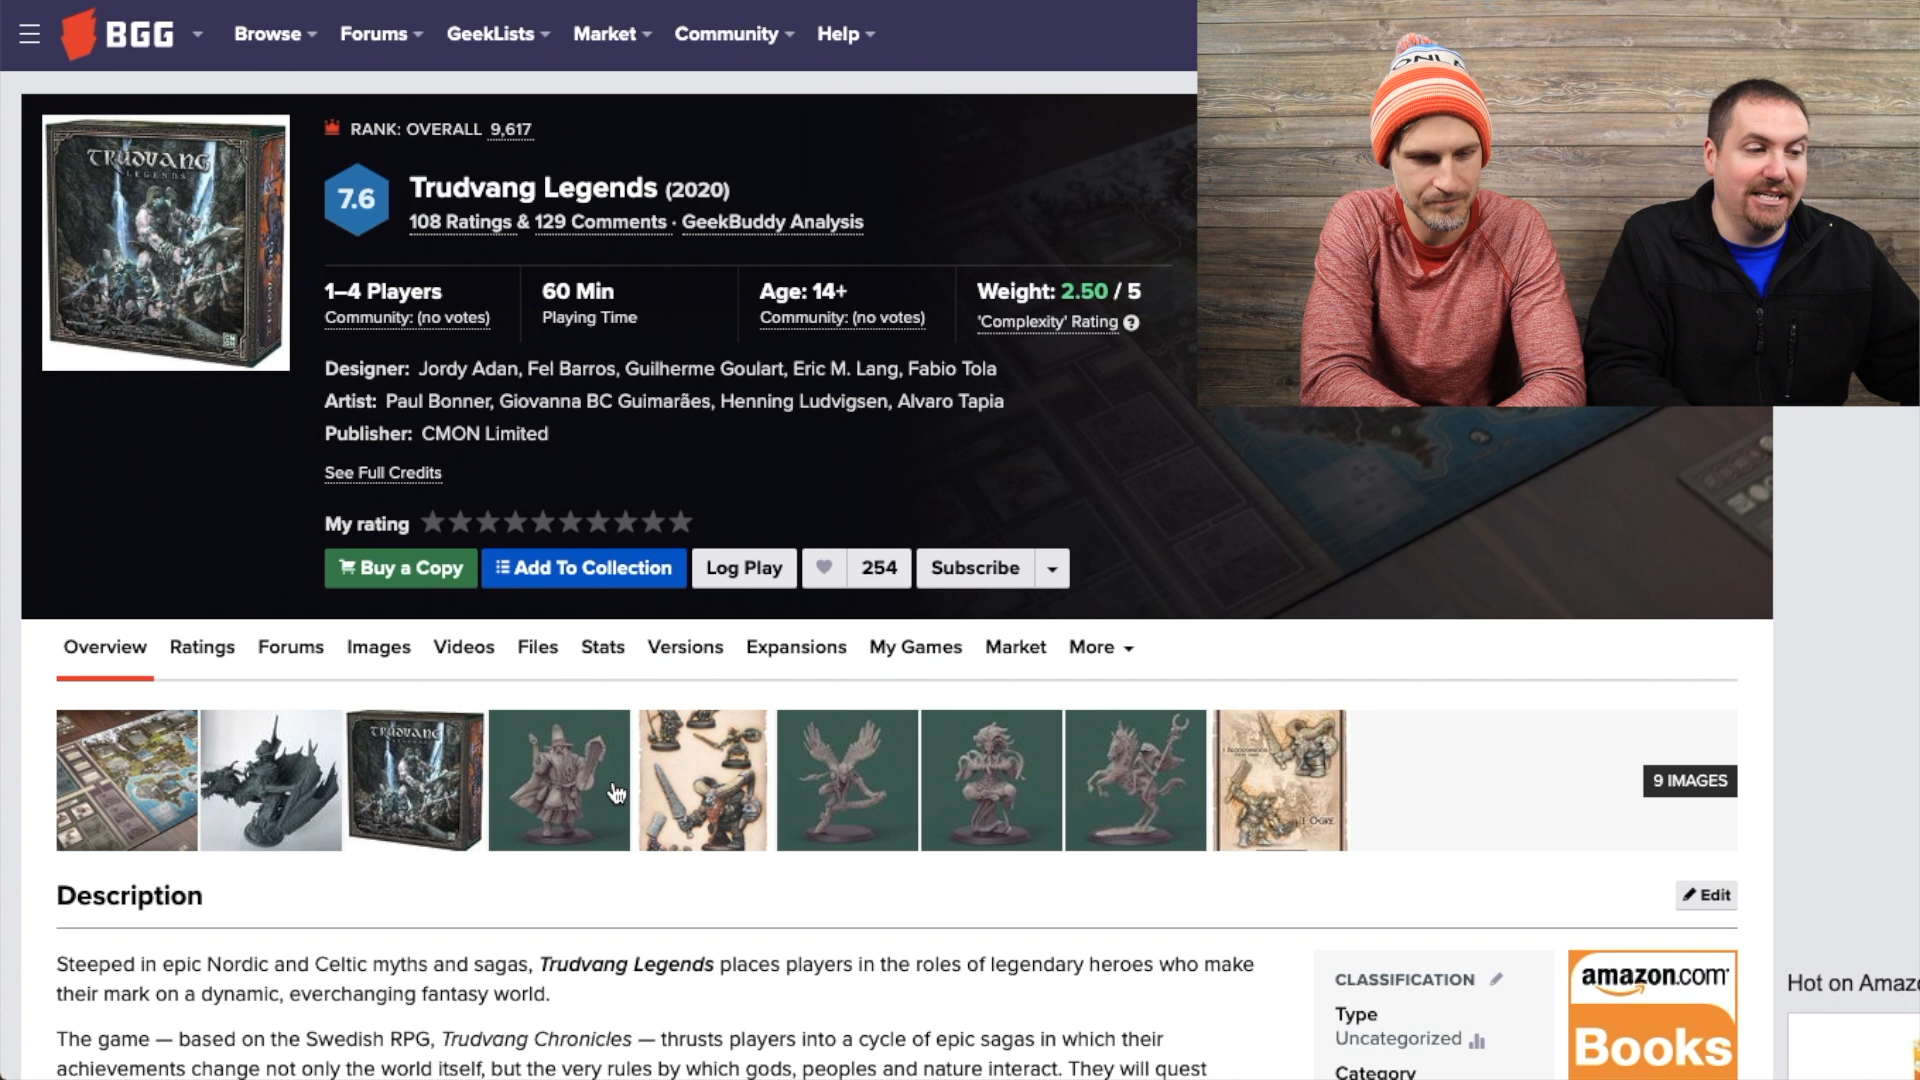 BGG Browse Forums GeekLists Market Community Help
ONLA
TRUDVANG
LEGENDS
RANK: OVERALL 9,617
7.6
Trudvang Legends (2020)
108 Ratings & 129 Comments · GeekBuddy Analysis
1–4 Players 60 Min Age: 14+ Weight: 2.50 / 5
Community: (no votes) Playing Time Community: (no votes) 'Complexity' Rating ?
Designer: Jordy Adan, Fel Barros, Guilherme Goulart, Eric M. Lang, Fabio Tola
Artist: Paul Bonner, Giovanna BC Guimarães, Henning Ludvigsen, Alvaro Tapia
Publisher: CMON Limited
See Full Credits
My rating
Buy a Copy Add To Collection Log Play 254 Subscribe
Overview Ratings Forums Images Videos Files Stats Versions Expansions My Games Market More
TRUDVANG
1 OGRE
9 IMAGES
Description Edit
Steeped in epic Nordic and Celtic myths and sagas, Trudvang Legends places players in the roles of legendary heroes who make
their mark on a dynamic, everchanging fantasy world.
The game — based on the Swedish RPG, Trudvang Chronicles — thrusts players into a cycle of epic sagas in which their
achievements change not only the world itself, but the very rules by which gods, peoples and nature interact. They will quest
CLASSIFICATION
Type
Uncategorized
Category
amazon.com
Books
Hot on Amaz